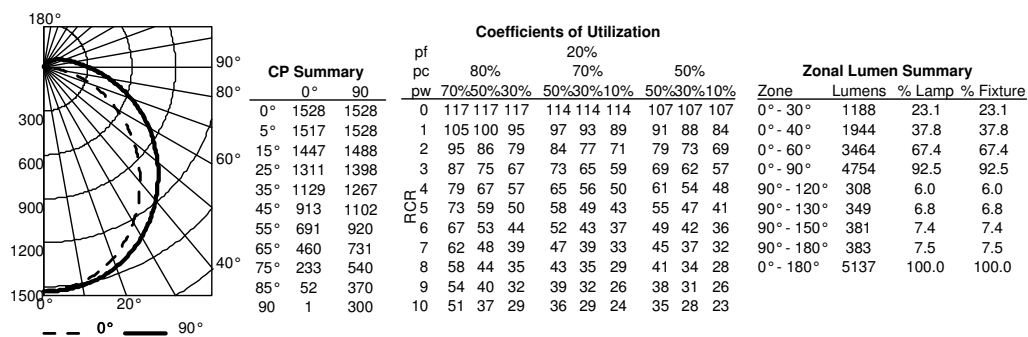 180°
90°
80°
60°
40°
20°
0°
300
600
900
1200
1500
0° 90°
CP Summary
0° 90
0° 1528 1528
5° 1517 1528
15° 1447 1488
25° 1311 1398
35° 1129 1267
45° 913 1102
55° 691 920
65° 460 731
75° 233 540
85° 52 370
90 1 300
Coefficients of Utilization
pf 20%
pc 80% 70% 50%
pw 70%50%30% 50%30%10% 50%30%10%
RCR
0 117 117 117 114 114 114 107 107 107
1 105 100 95 97 93 89 91 88 84
2 95 86 79 84 77 71 79 73 69
3 87 75 67 73 65 59 69 62 57
4 79 67 57 65 56 50 61 54 48
5 73 59 50 58 49 43 55 47 41
6 67 53 44 52 43 37 49 42 36
7 62 48 39 47 39 33 45 37 32
8 58 44 35 43 35 29 41 34 28
9 54 40 32 39 32 26 38 31 26
10 51 37 29 36 29 24 35 28 23
Zonal Lumen Summary
Zone Lumens % Lamp % Fixture
0° - 30° 1188 23.1 23.1
0° - 40° 1944 37.8 37.8
0° - 60° 3464 67.4 67.4
0° - 90° 4754 92.5 92.5
90° - 120° 308 6.0 6.0
90° - 130° 349 6.8 6.8
90° - 150° 381 7.4 7.4
90° - 180° 383 7.5 7.5
0° - 180° 5137 100.0 100.0